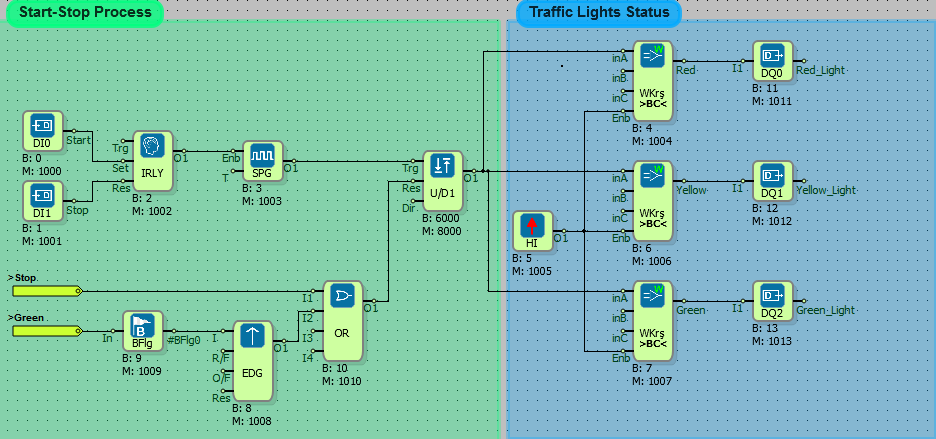 Start-Stop Process
Traffic Lights Status
DI0
Start
B: 0
M: 1000
DI1
Stop
B: 1
M: 1001
Trg
Set
Res
IRLY
O1
B: 2
M: 1002
Enb
T
SPG
O1
B: 3
M: 1003
Trg
Res
Dir
U/D1
O1
B: 6000
M: 8000
>Stop
>Green
In
BFlg
#BFlg0
B: 9
M: 1009
I
R/F
O/F
Res
EDG
O1
B: 8
M: 1008
I1
I2
I3
I4
OR
O1
B: 10
M: 1010
HI
O1
B: 5
M: 1005
inA
inB
inC
Enb
W
WKrş
>BC<
Red
B: 4
M: 1004
I1
DQ0
Red_Light
B: 11
M: 1011
inA
inB
inC
Enb
W
WKrş
>BC<
Yellow
B: 6
M: 1006
I1
DQ1
Yellow_Light
B: 12
M: 1012
inA
inB
inC
Enb
W
WKrş
>BC<
Green
B: 7
M: 1007
I1
DQ2
Green_Light
B: 13
M: 1013